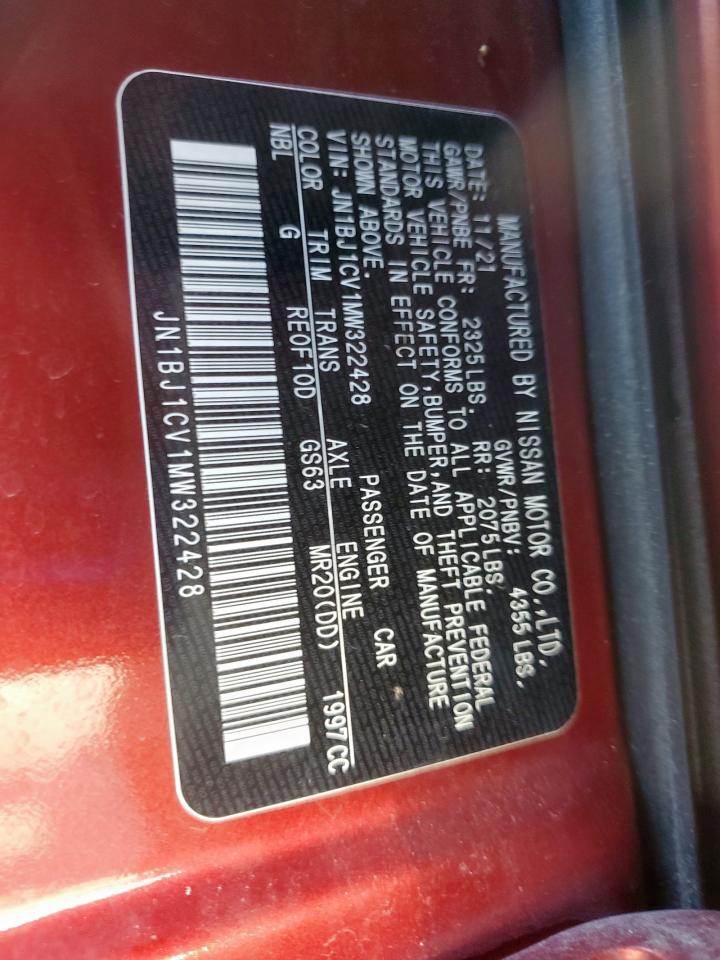 MANUFACTURED BY NISSAN MOTOR CO.,LTD.
DATE: 11/21 GVWR/PNBV: 4355 LBS.
GAWR/PNBE FR: 2325 LBS. RR: 2075 LBS.
THIS VEHICLE CONFORMS TO ALL APPLICABLE FEDERAL
MOTOR VEHICLE SAFETY,BUMPER,AND THEFT PREVENTION
STANDARDS IN EFFECT ON THE DATE OF MANUFACTURE
SHOWN ABOVE.
VIN: JN1BJ1CV1MW322428 PASSENGER CAR
COLOR TRIM TRANS AXLE ENGINE 1997CC
NBL G REOF10D GS63 MR20(DD)
JN1BJ1CV1MW322428